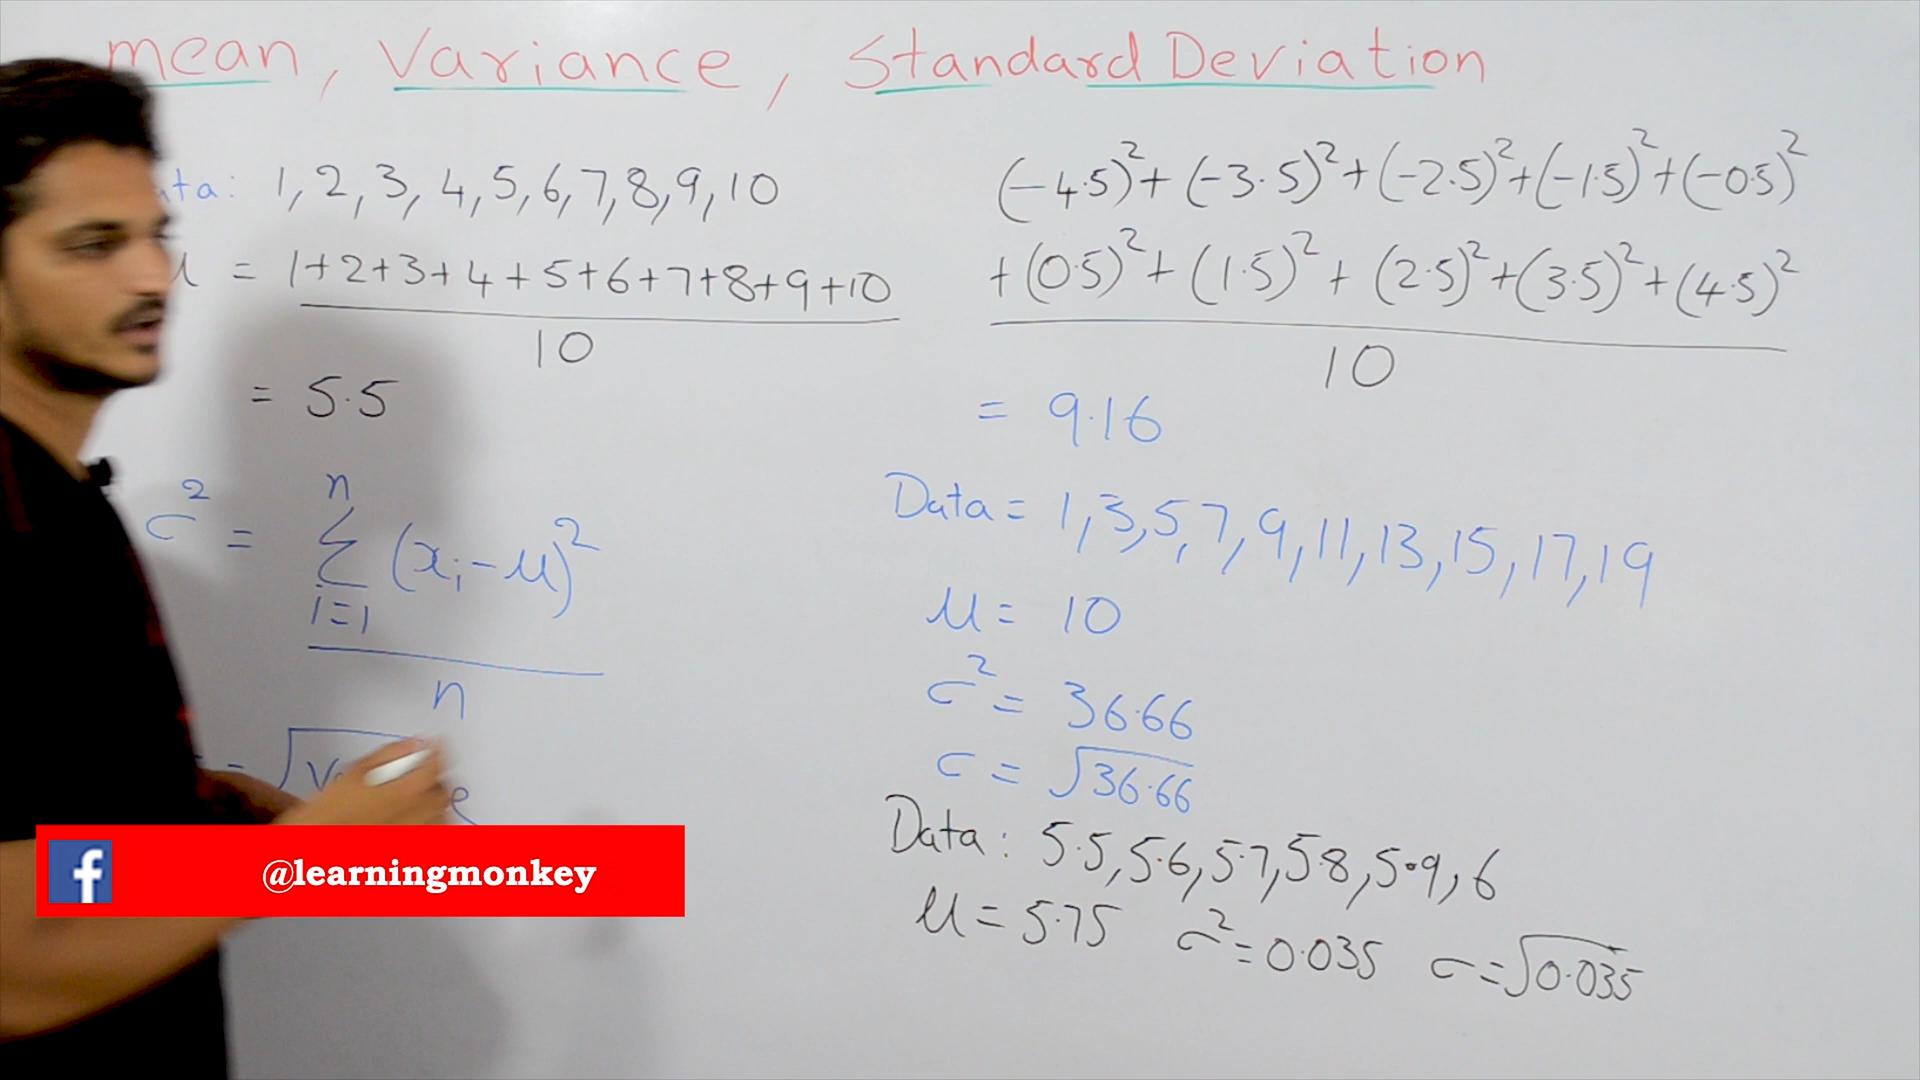 mean, Variance, Standard Deviation
ata: 1, 2, 3, 4, 5, 6, 7, 8, 9, 10
μ = 1+2+3+4+5+6+7+8+9+10
10
= 5.5
σ² = n Σ i=1 (xᵢ-μ)²
n
= √
(-4.5)²+(-3.5)²+(-2.5)²+(-1.5)²+(-0.5)²
+(0.5)²+(1.5)²+(2.5)²+(3.5)²+(4.5)²
10
= 9.16
Data = 1,3,5,7,9,11,13,15,17,19
μ = 10
σ² = 36.66
σ = √36.66
Data: 5.5, 5.6, 5.7, 5.8, 5.9, 6
μ = 5.75 σ² = 0.035 σ = √0.035
f @learningmonkey